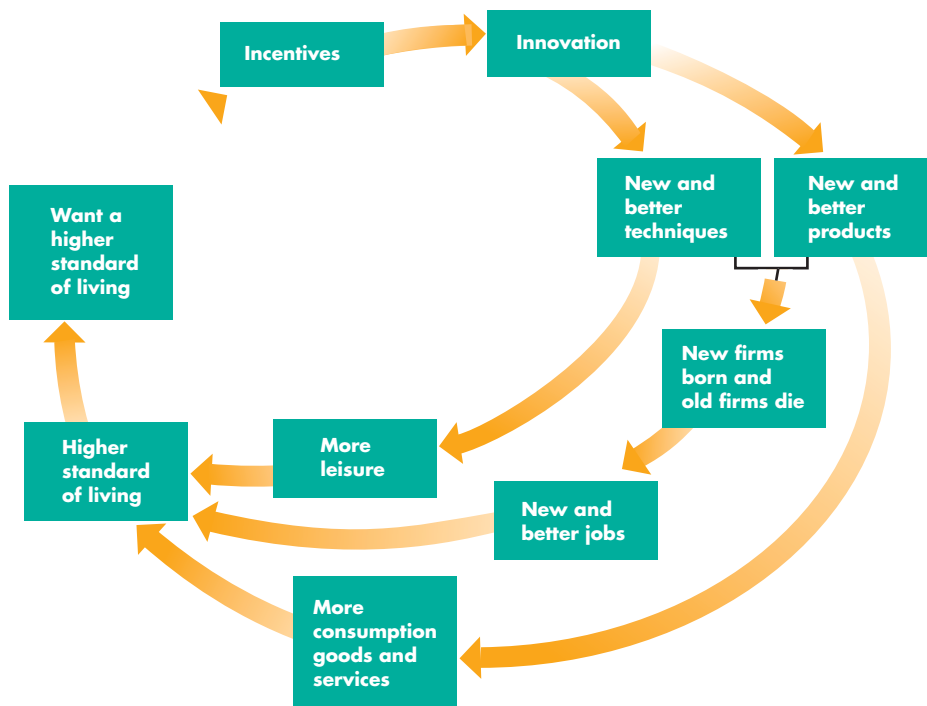 Incentives
Innovation
New and
better
techniques
New and
better
products
Want a
higher
standard
of living
New firms
born and
old firms die
Higher
standard
of living
More
leisure
New and
better jobs
More
consumption
goods and
services